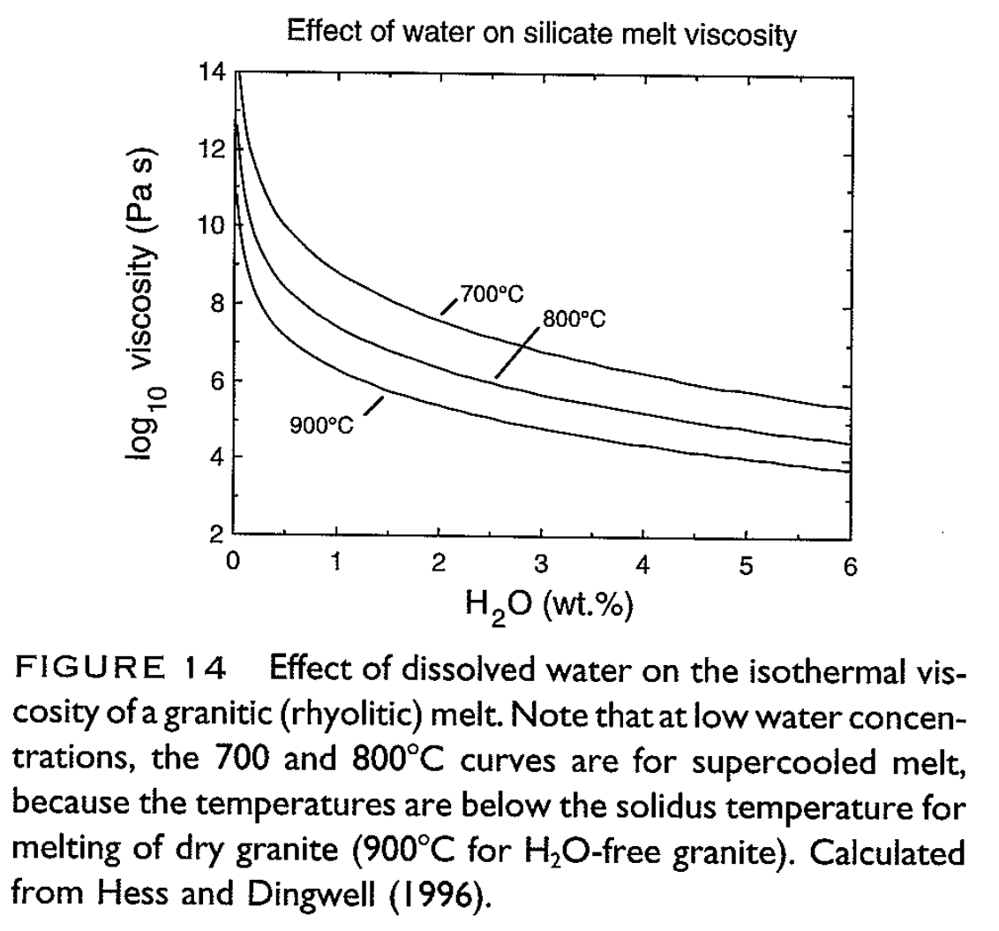 Effect of water on silicate melt viscosity
14
12
10
8
6
4
2
log10 viscosity (Pa s)
700°C
800°C
900°C
0 1 2 3 4 5 6
H2O (wt.%)
FIGURE 14 Effect of dissolved water on the isothermal vis-
cosity of a granitic (rhyolitic) melt. Note that at low water concen-
trations, the 700 and 800°C curves are for supercooled melt,
because the temperatures are below the solidus temperature for
melting of dry granite (900°C for H2O-free granite). Calculated
from Hess and Dingwell (1996).